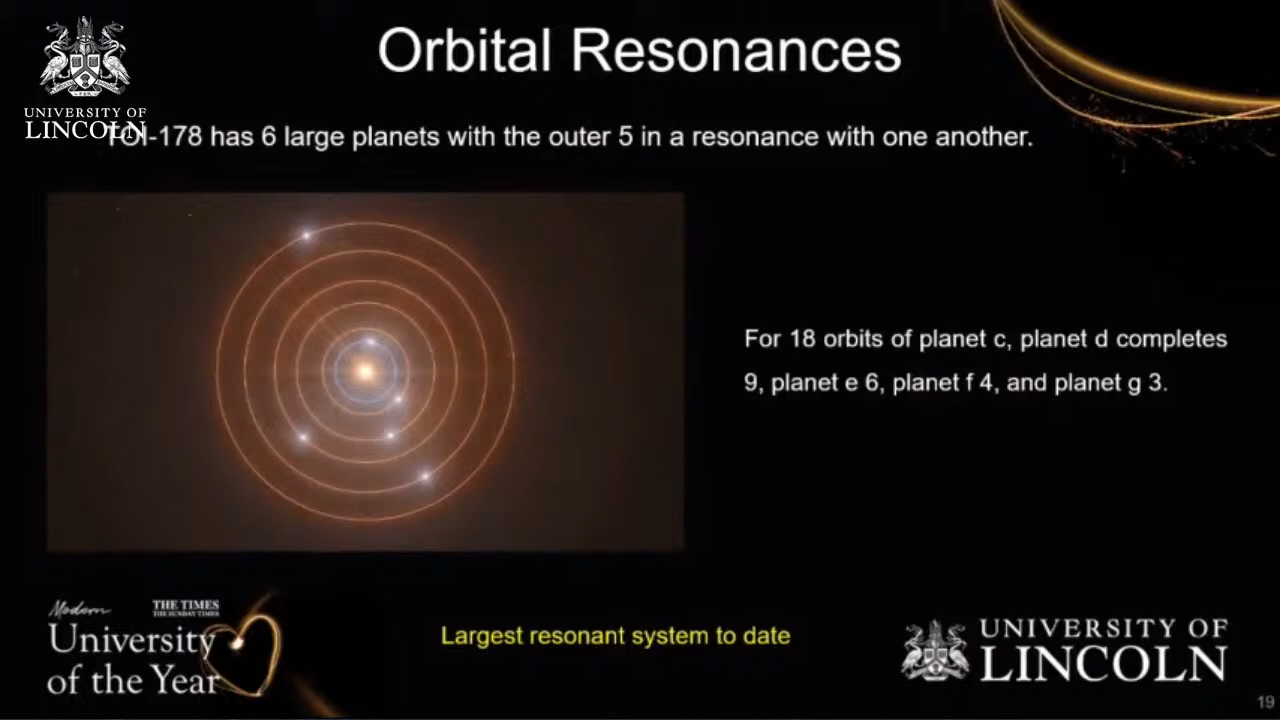 Orbital Resonances
UNIVERSITY OF
LINCOLN
TOI-178 has 6 large planets with the outer 5 in a resonance with one another.
For 18 orbits of planet c, planet d completes
9, planet e 6, planet f 4, and planet g 3.
Modern
THE TIMES
THE SUNDAY TIMES
University
of the Year
Largest resonant system to date
UNIVERSITY OF
LINCOLN
19